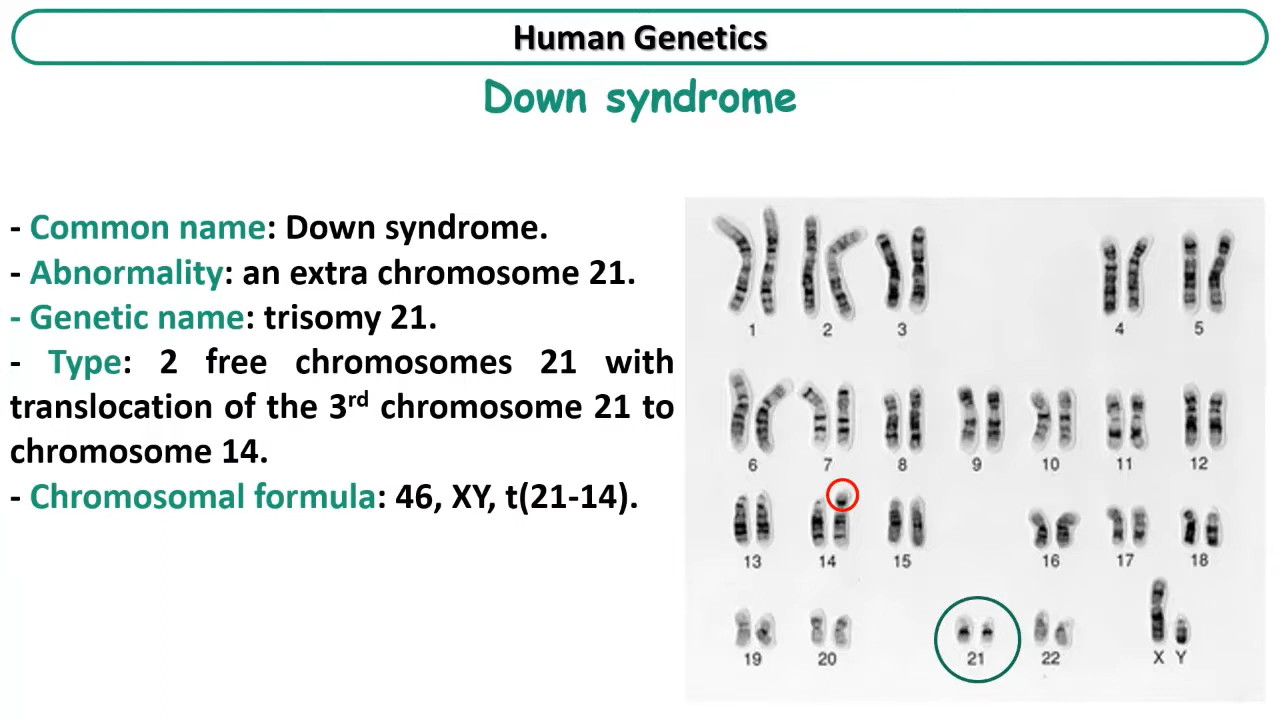 Human Genetics
Down syndrome
- Common name: Down syndrome.
- Abnormality: an extra chromosome 21.
- Genetic name: trisomy 21.
- Type: 2 free chromosomes 21 with
translocation of the 3rd chromosome 21 to
chromosome 14.
- Chromosomal formula: 46, XY, t(21-14).
1 2 3 4 5
6 7 8 9 10 11 12
13 14 15 16 17 18
19 20 21 22 X Y